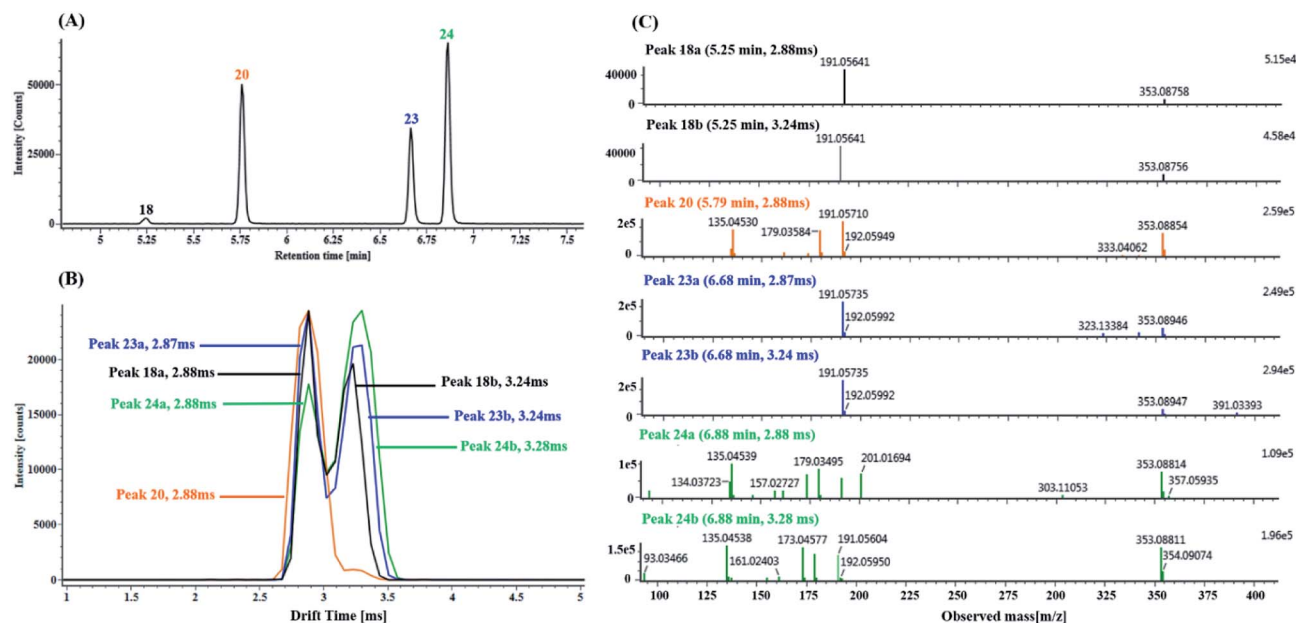 (A)
24
20
23
18
50000
25000
0
Intensity [Counts]
5
5.25
5.5
5.75
6
6.25
6.5
6.75
7
7.25
7.5
Retention time [min]
(B)
Peak 23a, 2.87ms
Peak 18a, 2.88ms
Peak 24a, 2.88ms
Peak 20, 2.88ms
Peak 18b, 3.24ms
Peak 23b, 3.24ms
Peak 24b, 3.28ms
20000
15000
10000
5000
0
Intensity [counts]
1
1.5
2
2.5
3
3.5
4
4.5
5
Drift Time [ms]
(C)
Peak 18a (5.25 min, 2.88ms)
191.05641
353.08758
5.15e4
40000
0
Peak 18b (5.25 min, 3.24ms)
191.05641
353.08756
4.58e4
40000
0
Peak 20 (5.79 min, 2.88ms)
135.04530
179.03584
191.05710
192.05949
333.04062
353.08854
2.59e5
2e5
0
Peak 23a (6.68 min, 2.87ms)
191.05735
192.05992
323.13384
353.08946
2.49e5
2e5
0
Peak 23b (6.68 min, 3.24 ms)
191.05735
192.05992
353.08947
391.03393
2.94e5
2e5
0
Peak 24a (6.88 min, 2.88 ms)
135.04539
134.03723
157.02727
179.03495
201.01694
303.11053
353.08814
357.05935
1.09e5
1e5
0
Peak 24b (6.88 min, 3.28 ms)
93.03466
135.04538
161.02403
173.04577
191.05604
192.05950
353.08811
354.09074
1.96e5
1.5e5
0
100
125
150
175
200
225
250
275
300
325
350
375
400
Observed mass[m/z]